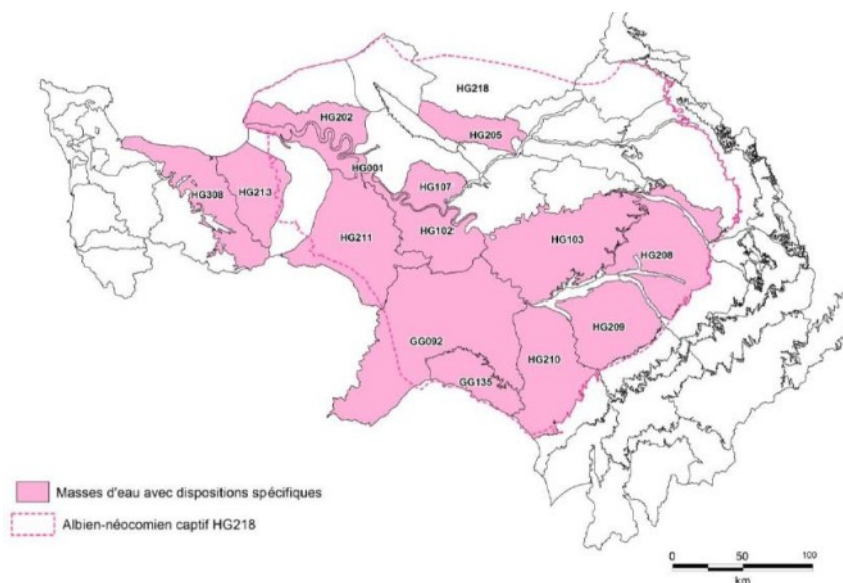 HG218
HG202
HG205
HG001
HG107
HG308
HG213
HG102
HG211
HG103
HG208
HG209
GG092
HG210
GG135
Masses d'eau avec dispositions spécifiques
Albien-néocomien captif HG218
0 50 100
km